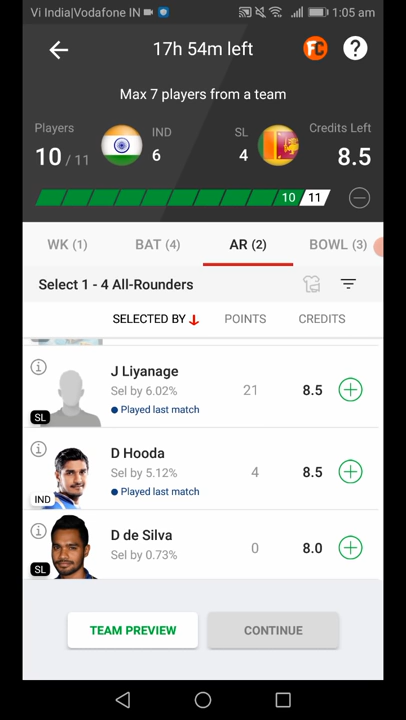 Vi India|Vodafone IN 1:05 am
17h 54m left FC ?
Max 7 players from a team
Players IND SL Credits Left
10 / 11 6 4 8.5
10 11
WK (1) BAT (4) AR (2) BOWL (3)
Select 1 - 4 All-Rounders
SELECTED BY POINTS CREDITS
J Liyanage
Sel by 6.02% 21 8.5
Played last match
SL
D Hooda
Sel by 5.12% 4 8.5
Played last match
IND
D de Silva
Sel by 0.73% 0 8.0
SL
TEAM PREVIEW CONTINUE